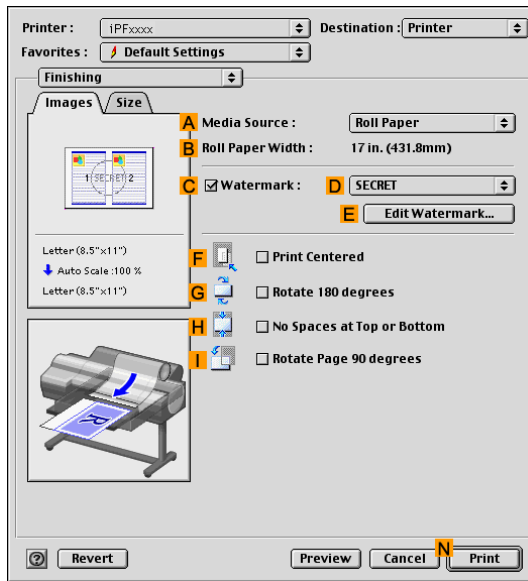 Printer : iPFxxxx Destination : Printer
Favorites : Default Settings
Finishing
Images Size
A Media Source : Roll Paper
B Roll Paper Width : 17 in. (431.8mm)
1 SECRET 2
C Watermark : D SECRET
E Edit Watermark...
Letter (8.5"x11")
F Print Centered
Auto Scale :100 %
Letter (8.5"x11")
G Rotate 180 degrees
H No Spaces at Top or Bottom
I Rotate Page 90 degrees
R
N
? Revert Preview Cancel Print